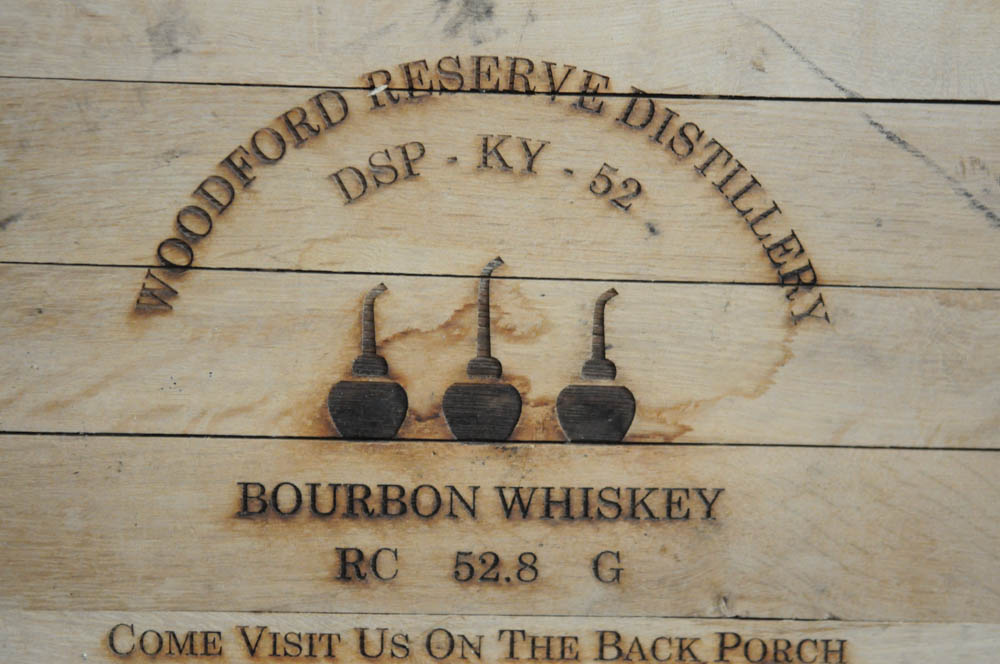 WOODFORD RESERVE DISTILLERY
DSP - KY - 52
BOURBON WHISKEY
RC 52.8 G
COME VISIT US ON THE BACK PORCH